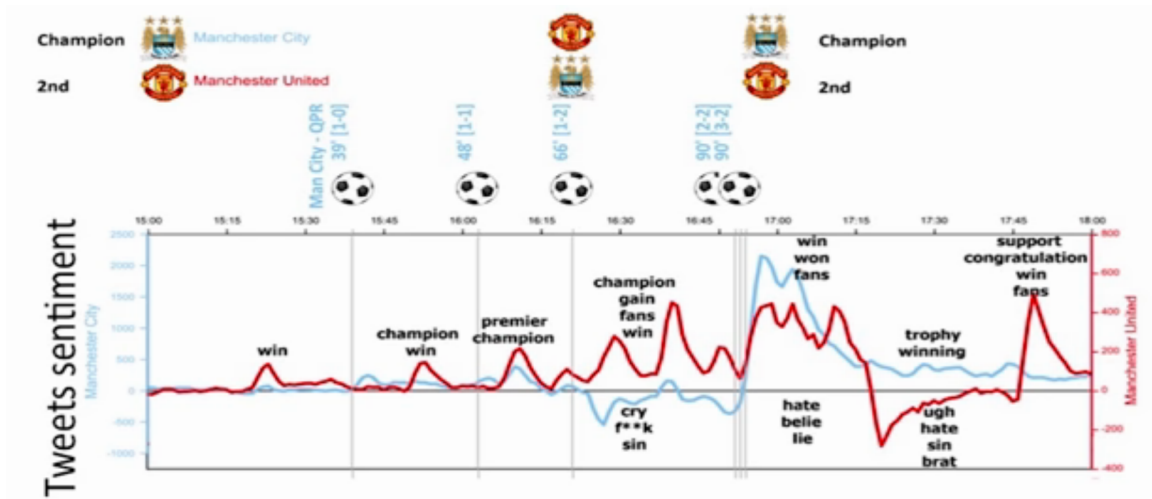 Champion
Manchester City
Champion
2nd
Manchester United
2nd
Man City - QPR
39' [1-0]
48' [1-1]
66' [1-2]
90' [2-2]
90' [3-2]
15:00 15:15 15:30 15:45 16:00 16:15 16:30 16:45 17:00 17:15 17:30 17:45 18:00
Tweets sentiment
Manchester City
2500
2000
1500
1000
500
0
-500
-1000
win
champion
win
premier
champion
champion
gain
fans
win
cry
f**k
sin
win
won
fans
hate
belie
lie
trophy
winning
ugh
hate
sin
brat
support
congratulation
win
fans
800
600
400
200
0
-200
-400
Manchester United